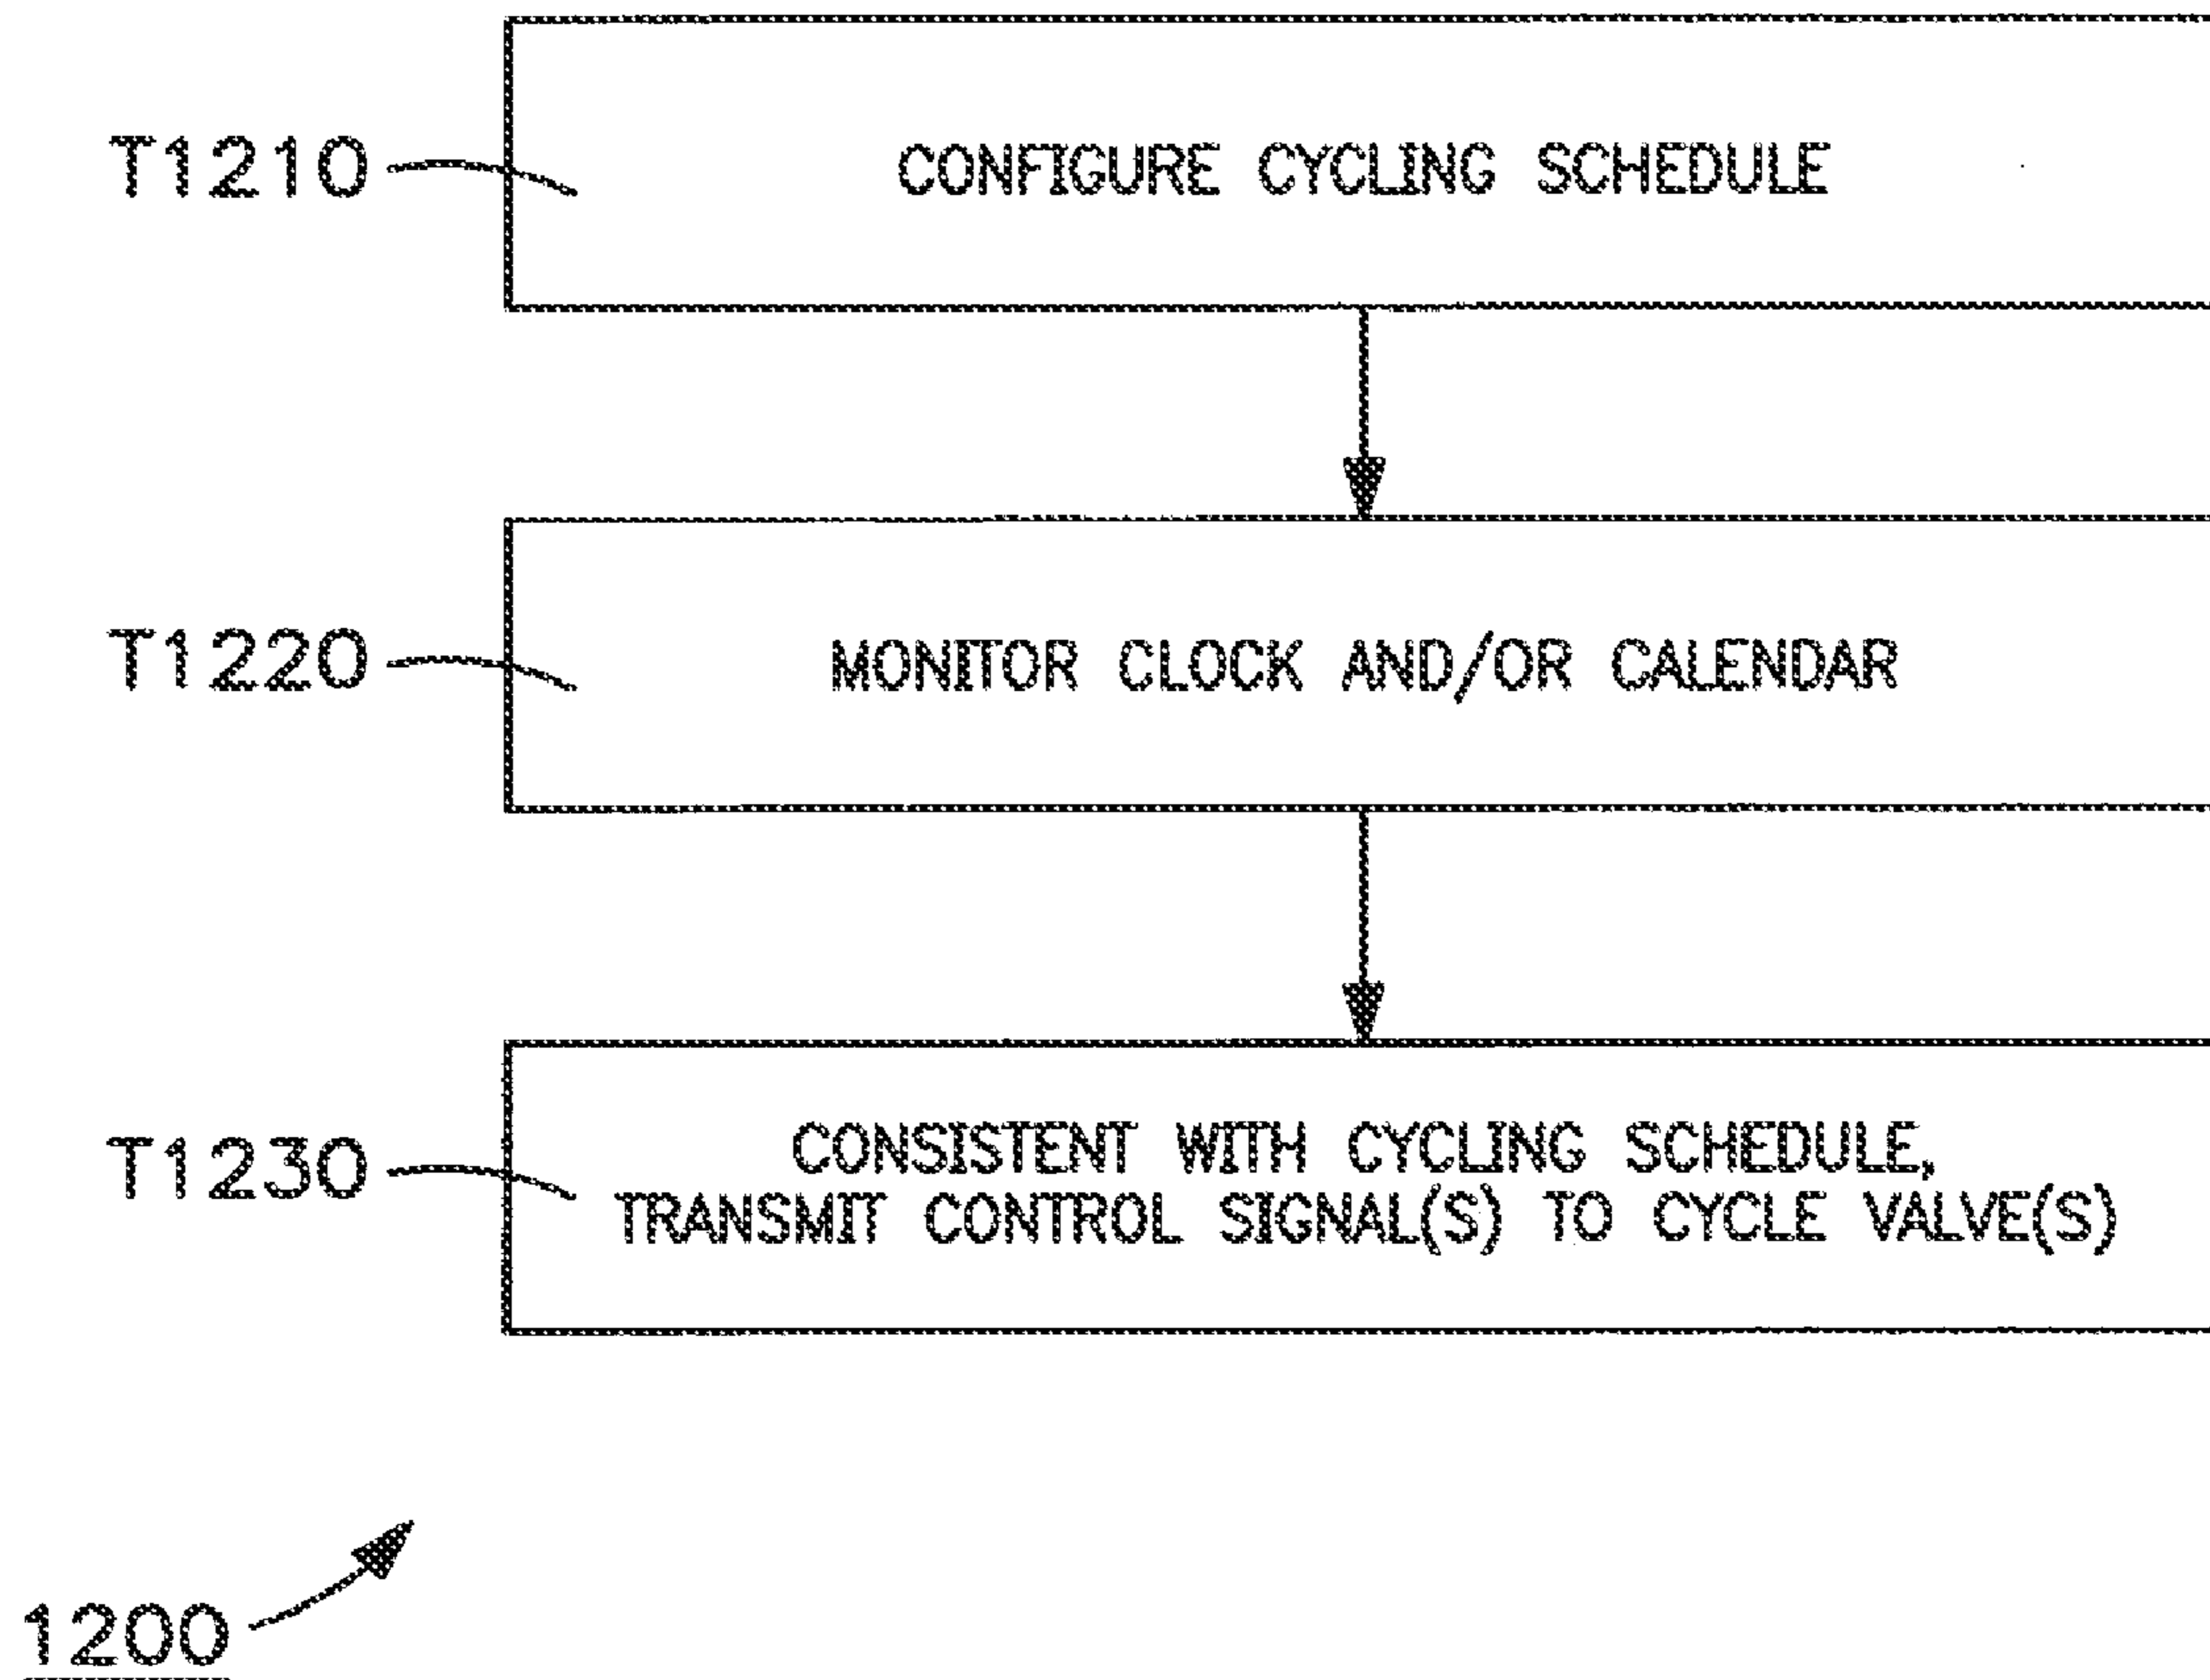 T1210
CONFIGURE CYCLING SCHEDULE
T1220
MONITOR CLOCK AND/OR CALENDAR
T1230
CONSISTENT WITH CYCLING SCHEDULE,
TRANSMIT CONTROL SIGNAL(S) TO CYCLE VALVE(S)
1200